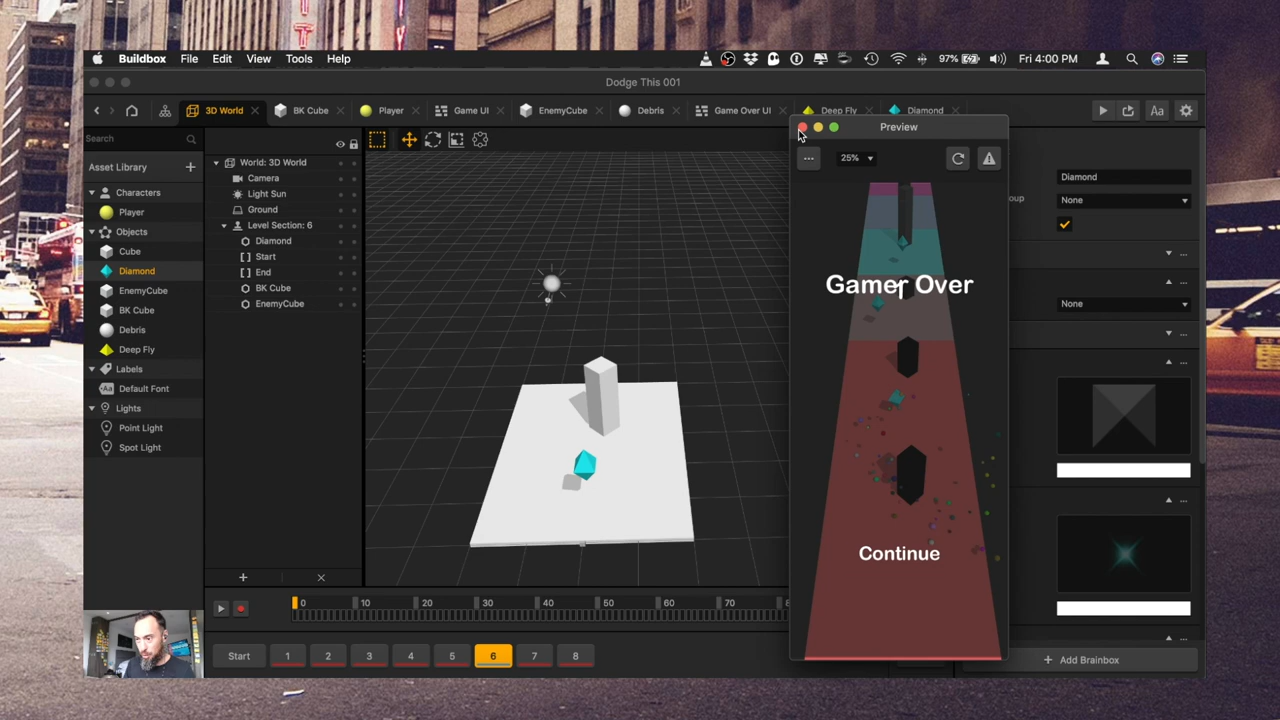 Buildbox File Edit View Tools Help 97% Fri 4:00 PM
Dodge This 001
3D World BK Cube Player Game UI EnemyCube Debris Game Over UI Deep Fly Diamond Aa
Preview
25%
Search
Asset Library
Characters
Player
Objects
Cube
Diamond
EnemyCube
BK Cube
Debris
Deep Fly
Labels
Aa Default Font
Lights
Point Light
Spot Light
World: 3D World
Camera
Light Sun
Ground
Level Section: 6
Diamond
Start
End
BK Cube
EnemyCube
Gamer Over
Continue
Diamond
oup None
None
0 10 20 30 40 50 60 70 8
Start 1 2 3 4 5 6 7 8
Add Brainbox